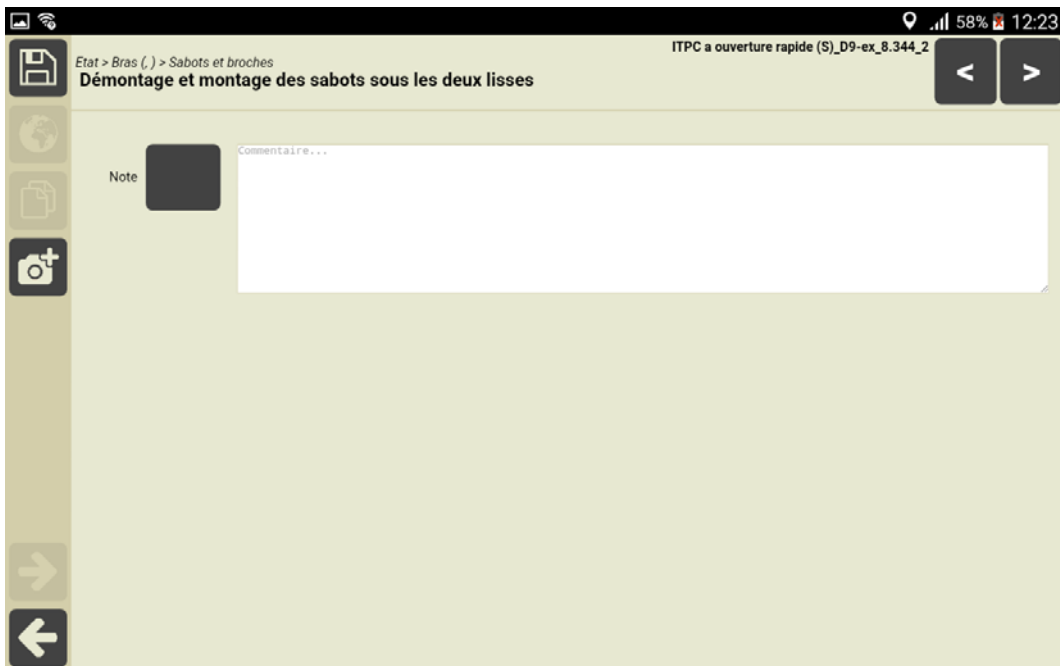 58% 12:23
ITPC a ouverture rapide (S)_D9-ex_8.344_2
Etat > Bras (, ) > Sabots et broches
Démontage et montage des sabots sous les deux lisses
< >
Note
Commentaire...